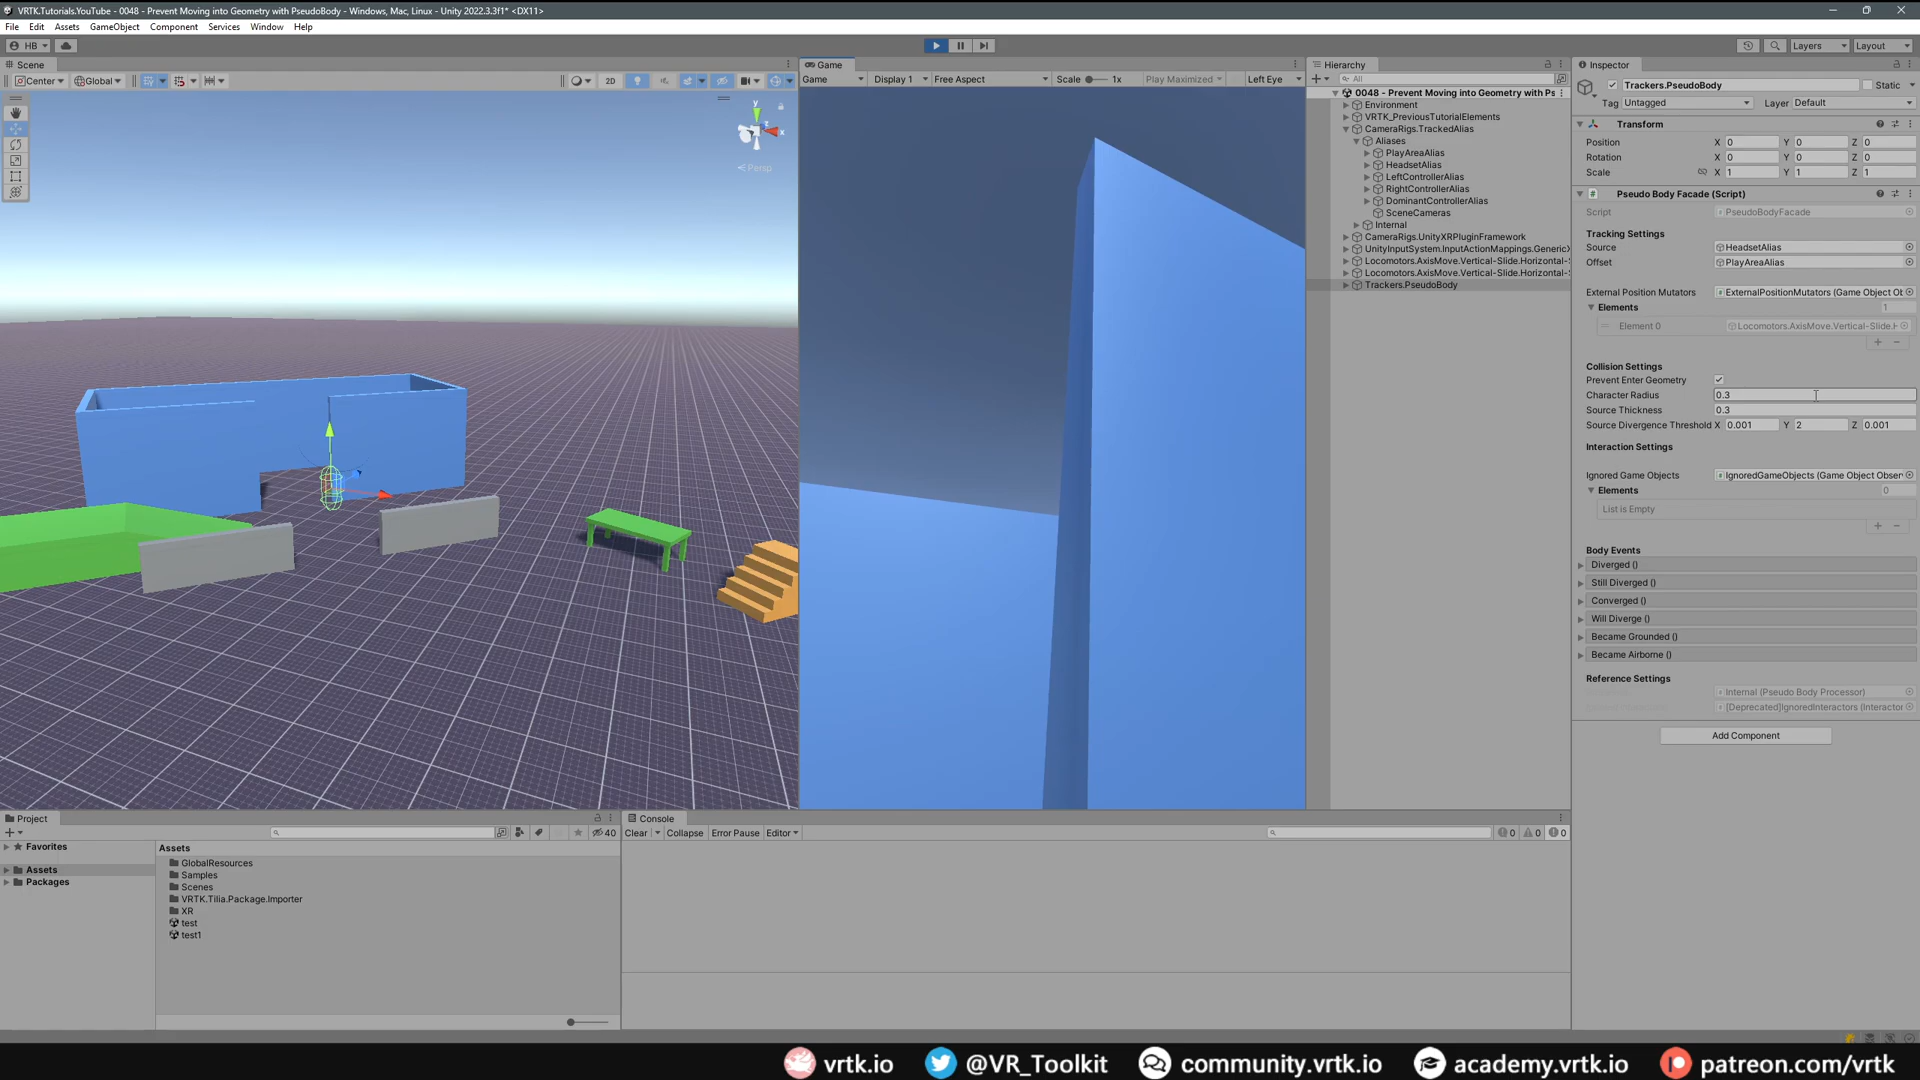 VRTK.Tutorials.YouTube - 0048 - Prevent Moving into Geometry with PseudoBody - Windows, Mac, Linux - Unity 2022.3.3f1* <DX11>
File Edit Assets GameObject Component Services Window Help
HB Layers Layout
Scene
Center Global 2D
y
x
Persp
Game
Game Display 1 Free Aspect Scale 1x Play Maximized Left Eye
Hierarchy
All
0048 - Prevent Moving into Geometry with Ps
Environment
VRTK_PreviousTutorialElements
CameraRigs.TrackedAlias
Aliases
PlayAreaAlias
HeadsetAlias
LeftControllerAlias
RightControllerAlias
DominantControllerAlias
SceneCameras
Internal
CameraRigs.UnityXRPluginFramework
UnityInputSystem.InputActionMappings.GenericX
Locomotors.AxisMove.Vertical-Slide.Horizontal-S
Locomotors.AxisMove.Vertical-Slide.Horizontal-S
Trackers.PseudoBody
Inspector
Trackers.PseudoBody Static
Tag Untagged Layer Default
Transform
Position X 0 Y 0 Z 0
Rotation X 0 Y 0 Z 0
Scale X 1 Y 1 Z 1
Pseudo Body Facade (Script)
Script PseudoBodyFacade
Tracking Settings
Source HeadsetAlias
Offset PlayAreaAlias
External Position Mutators ExternalPositionMutators (Game Object Ob
Elements 1
Element 0 Locomotors.AxisMove.Vertical-Slide.H
Collision Settings
Prevent Enter Geometry
Character Radius 0.3
Source Thickness 0.3
Source Divergence Threshold X 0.001 Y 2 Z 0.001
Interaction Settings
Ignored Game Objects IgnoredGameObjects (Game Object Obser
Elements 0
List is Empty
Body Events
Diverged ()
Still Diverged ()
Converged ()
Will Diverge ()
Became Grounded ()
Became Airborne ()
Reference Settings
Internal (Pseudo Body Processor)
[Deprecated]IgnoredInteractors (Interactor
Add Component
Project
40
Favorites
Assets
Packages
Assets
GlobalResources
Samples
Scenes
VRTK.Tilia.Package.Importer
XR
test
test1
Console
Clear Collapse Error Pause Editor 0 0 0
vrtk.io @VR_Toolkit community.vrtk.io academy.vrtk.io patreon.com/vrtk